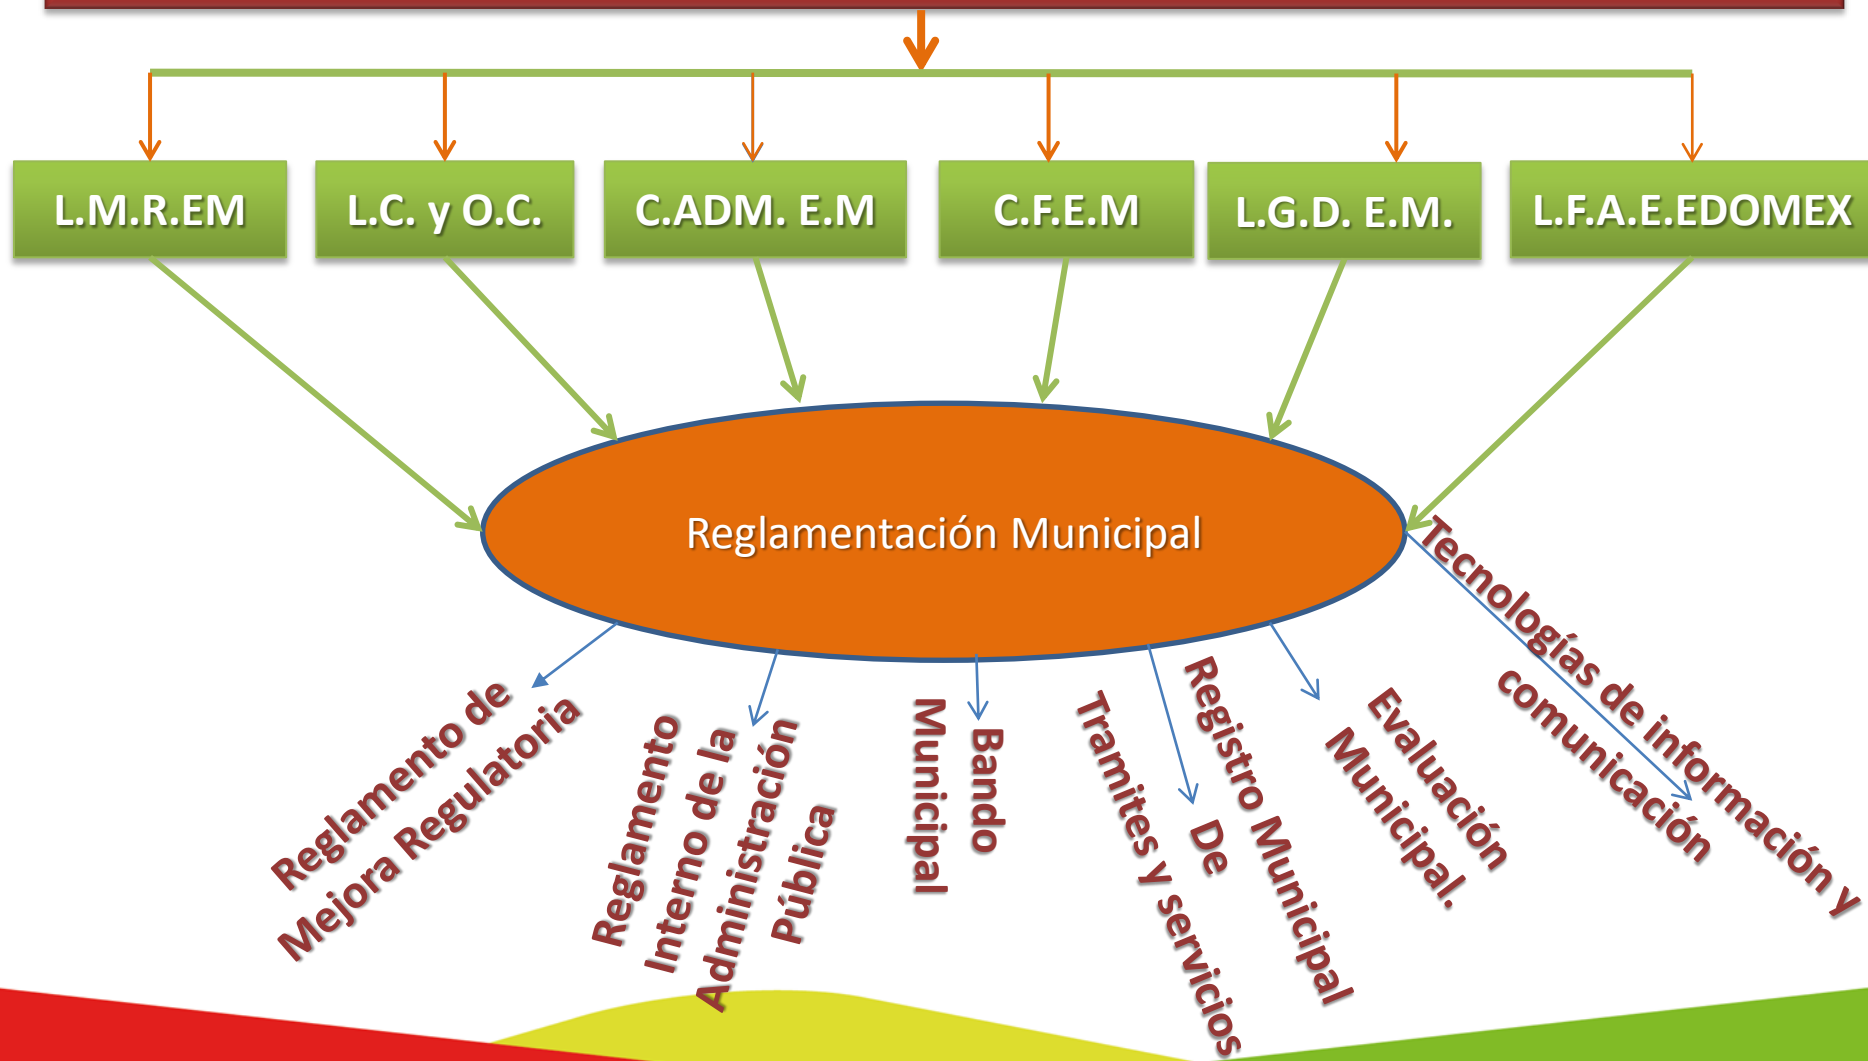 L.M.R.EM
L.C. y O.C.
C.ADM. E.M
C.F.E.M
L.G.D. E.M.
L.F.A.E.EDOMEX
Reglamentación Municipal
Reglamento de
Mejora Regulatoria
Reglamento
Interno de la
Administración
Pública
Bando
Municipal
Registro Municipal
De
Tramites y servicios
Evaluación
Municipal.
Tecnologías de información y
comunicación